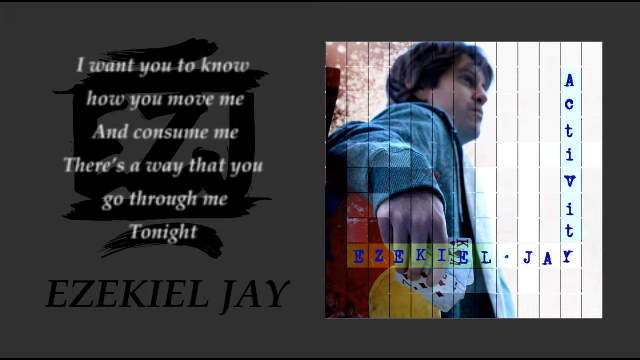 I want you to know
how you move me
And consume me
There's a way that you
go through me
Tonight
EZEKIEL JAY
Activity
EZEKIEL·JAY